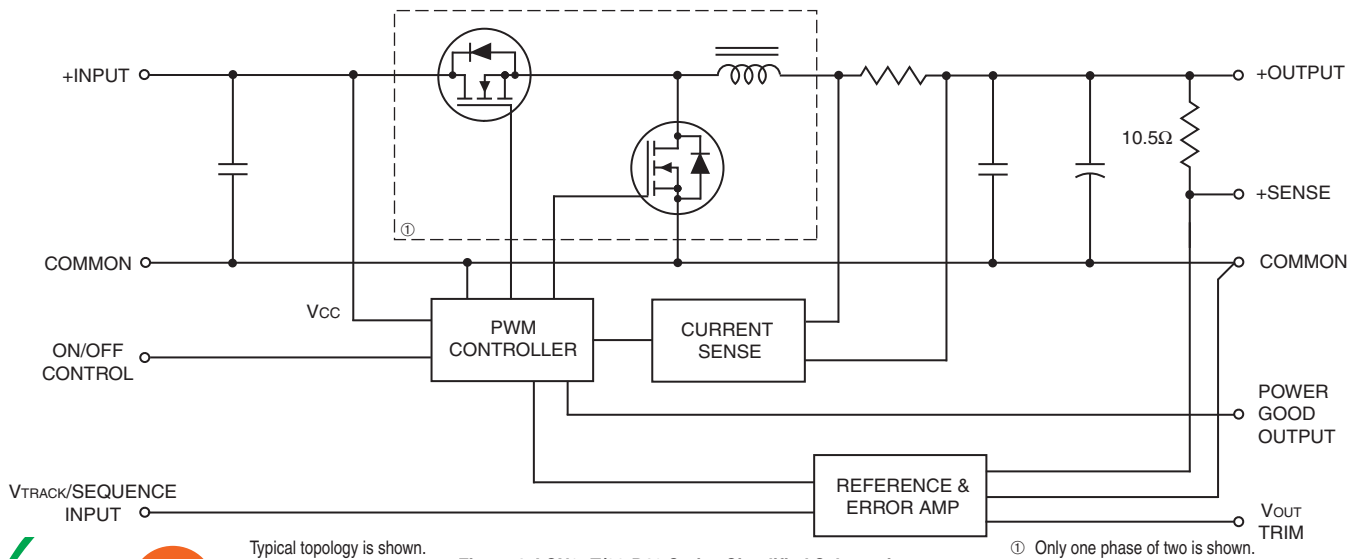 +INPUT
+OUTPUT
10.5Ω
+SENSE
①
COMMON
COMMON
VCC
PWM
CONTROLLER
CURRENT
SENSE
ON/OFF
CONTROL
POWER
GOOD
OUTPUT
REFERENCE &
ERROR AMP
VTRACK/SEQUENCE
INPUT
VOUT
TRIM
Typical topology is shown.
① Only one phase of two is shown.